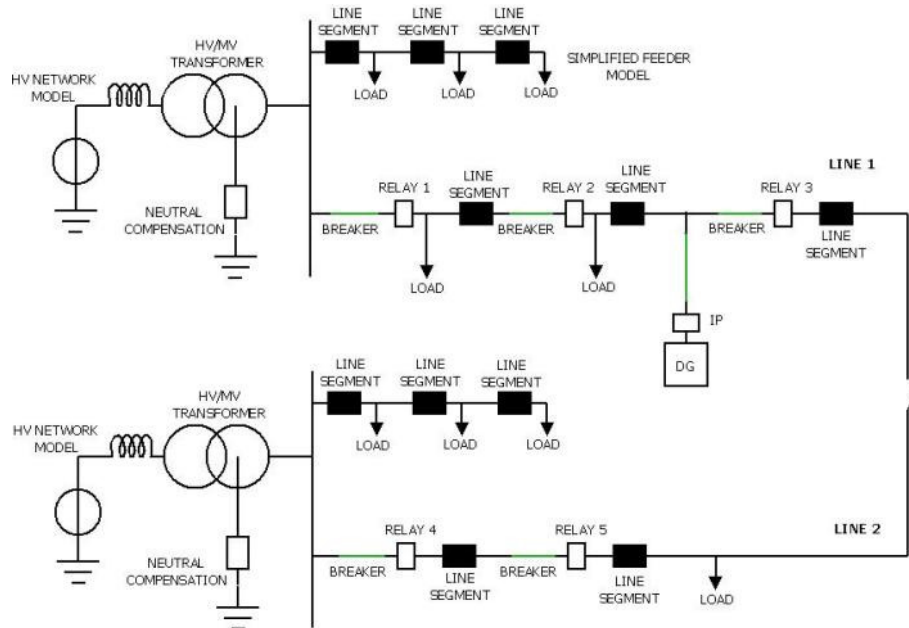 LINE
SEGMENT
LINE
SEGMENT
LINE
SEGMENT
HV/MV
TRANSFORMER
SIMPLIFIED FEEDER
MODEL
HV NETWORK
MODEL
LOAD
LOAD
LOAD
LINE 1
RELAY 1
LINE
SEGMENT
RELAY 2
LINE
SEGMENT
RELAY 3
NEUTRAL
COMPENSATION
BREAKER
BREAKER
BREAKER
LINE
SEGMENT
LOAD
LOAD
IP
DG
LINE
SEGMENT
LINE
SEGMENT
LINE
SEGMENT
HV/MV
TRANSFORMER
HV NETWORK
MODEL
LOAD
LOAD
LOAD
LINE 2
RELAY 4
RELAY 5
NEUTRAL
COMPENSATION
BREAKER
LINE
SEGMENT
BREAKER
LINE
SEGMENT
LOAD